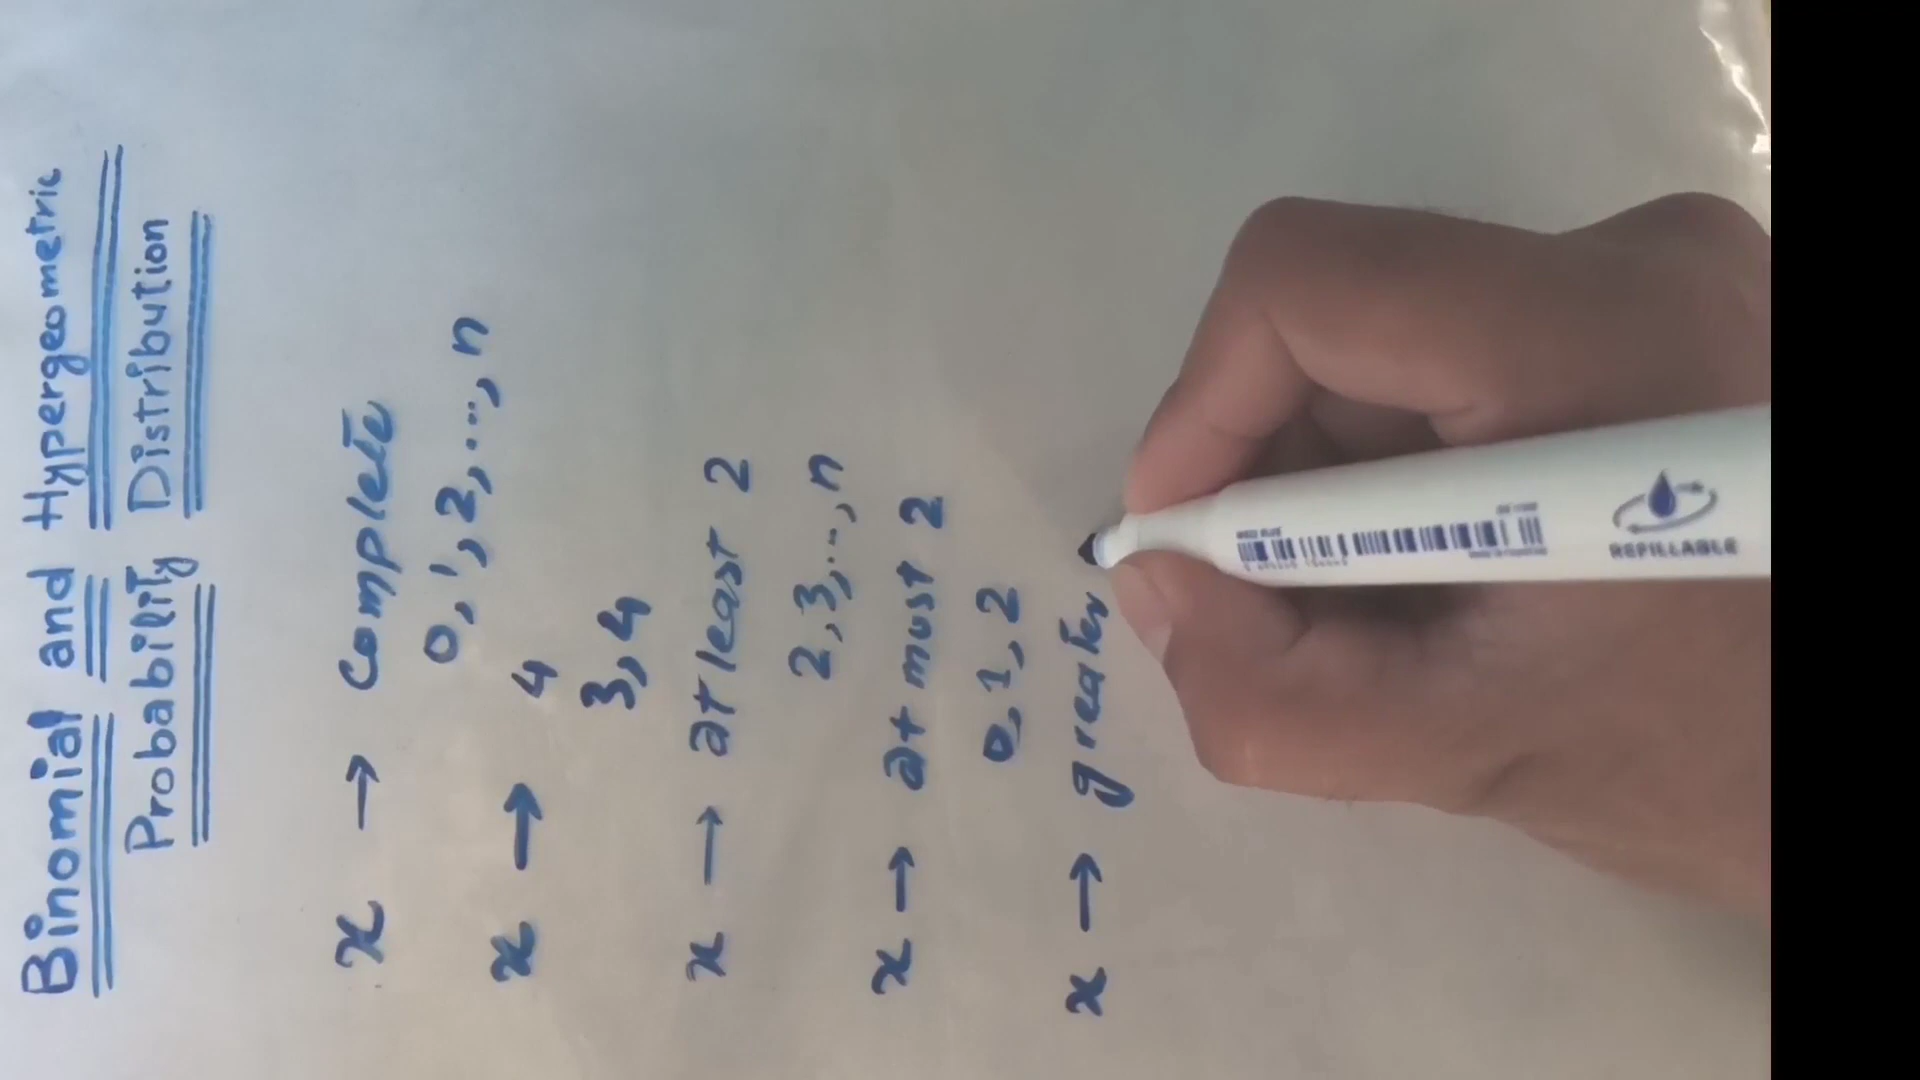 Binomial and Hypergeometric
Probability Distribution
x → complete
0, 1, 2, ..., n
x → 4
3, 4
x → at least 2
2, 3, ..., n
x → at must 2
0, 1, 2
x → greater
REFILLABLE